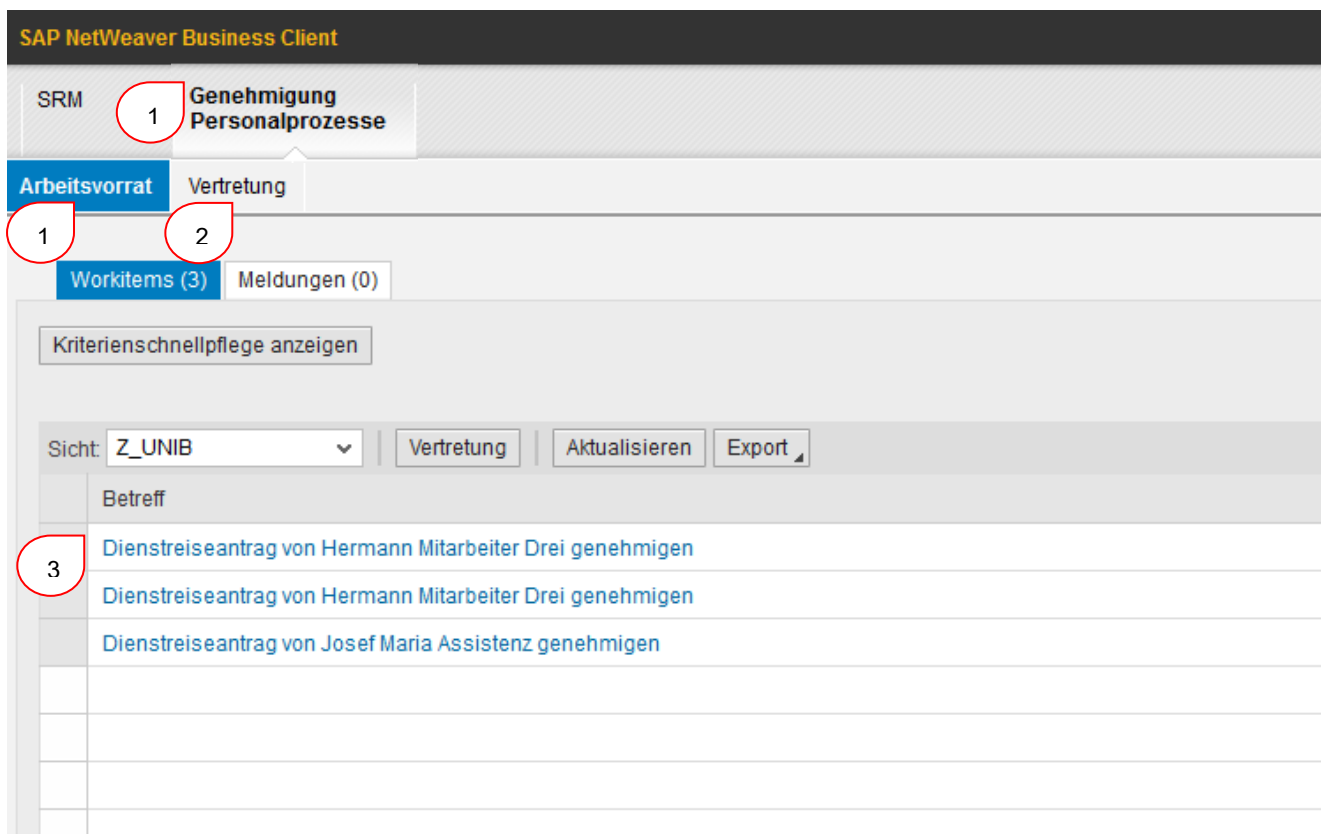 SAP NetWeaver Business Client
SRM
1
Genehmigung
Personalprozesse
Arbeitsvorrat
Vertretung
1
2
Workitems (3)
Meldungen (0)
Kriterienschnellpflege anzeigen
Sicht: Z_UNIB
Vertretung
Aktualisieren
Export
Betreff
3
Dienstreiseantrag von Hermann Mitarbeiter Drei genehmigen
Dienstreiseantrag von Hermann Mitarbeiter Drei genehmigen
Dienstreiseantrag von Josef Maria Assistenz genehmigen